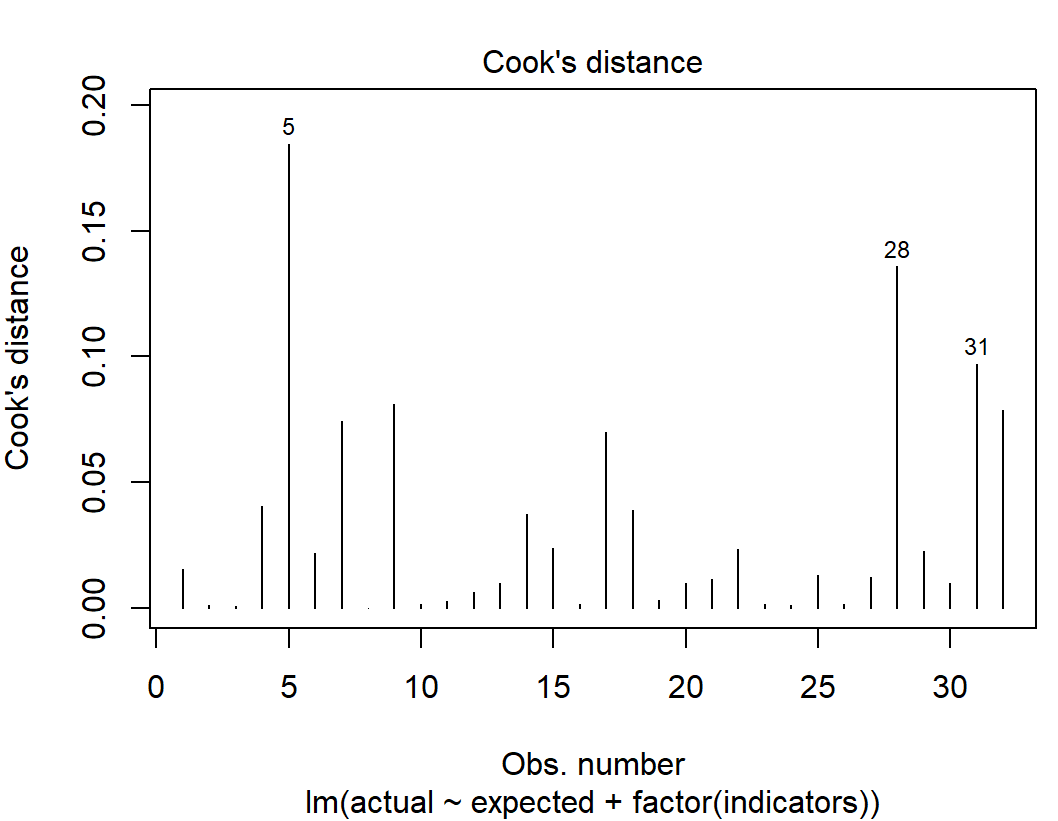 Cook's distance
Cook's distance
0.20
0.15
0.10
0.05
0.00
5
28
31
0 5 10 15 20 25 30
Obs. number
lm(actual ~ expected + factor(indicators))